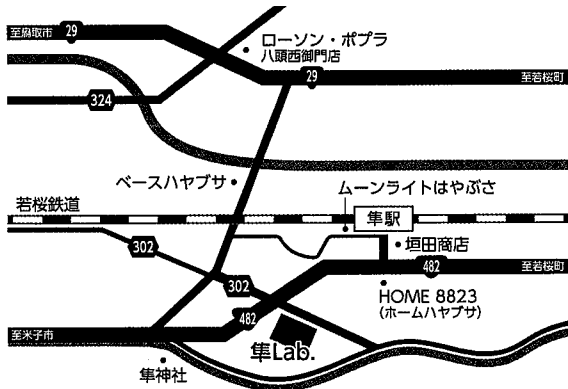 至鳥取市
29
ローソン・ポプラ
八頭西御門店
29
至若桜町
324
ベースハヤブサ
ムーンライトはやぶさ
若桜鉄道
隼駅
垣田商店
302
482
至若桜町
302
HOME 8823
(ホームハヤブサ)
482
至米子市
隼Lab.
隼神社